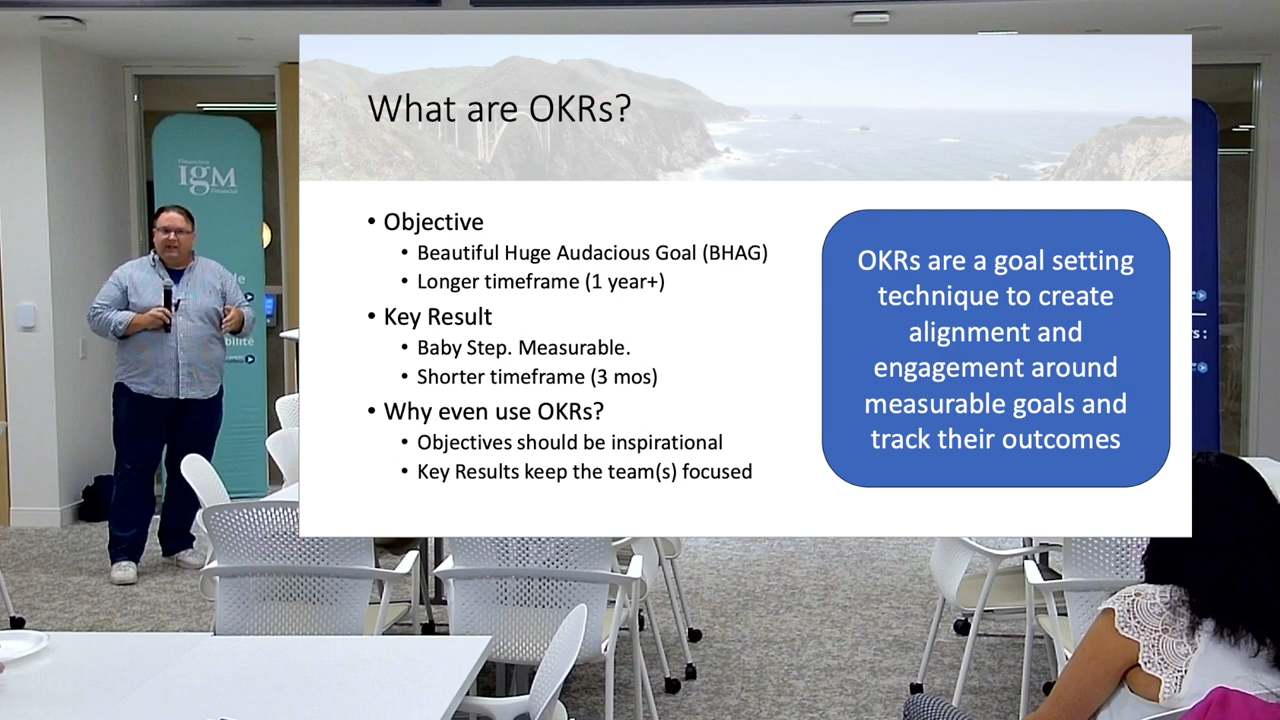 What are OKRs?
• Objective
• Beautiful Huge Audacious Goal (BHAG)
• Longer timeframe (1 year+)
• Key Result
• Baby Step. Measurable.
• Shorter timeframe (3 mos)
• Why even use OKRs?
• Objectives should be inspirational
• Key Results keep the team(s) focused
OKRs are a goal setting
technique to create
alignment and
engagement around
measurable goals and
track their outcomes
Financière
IGM
Financial